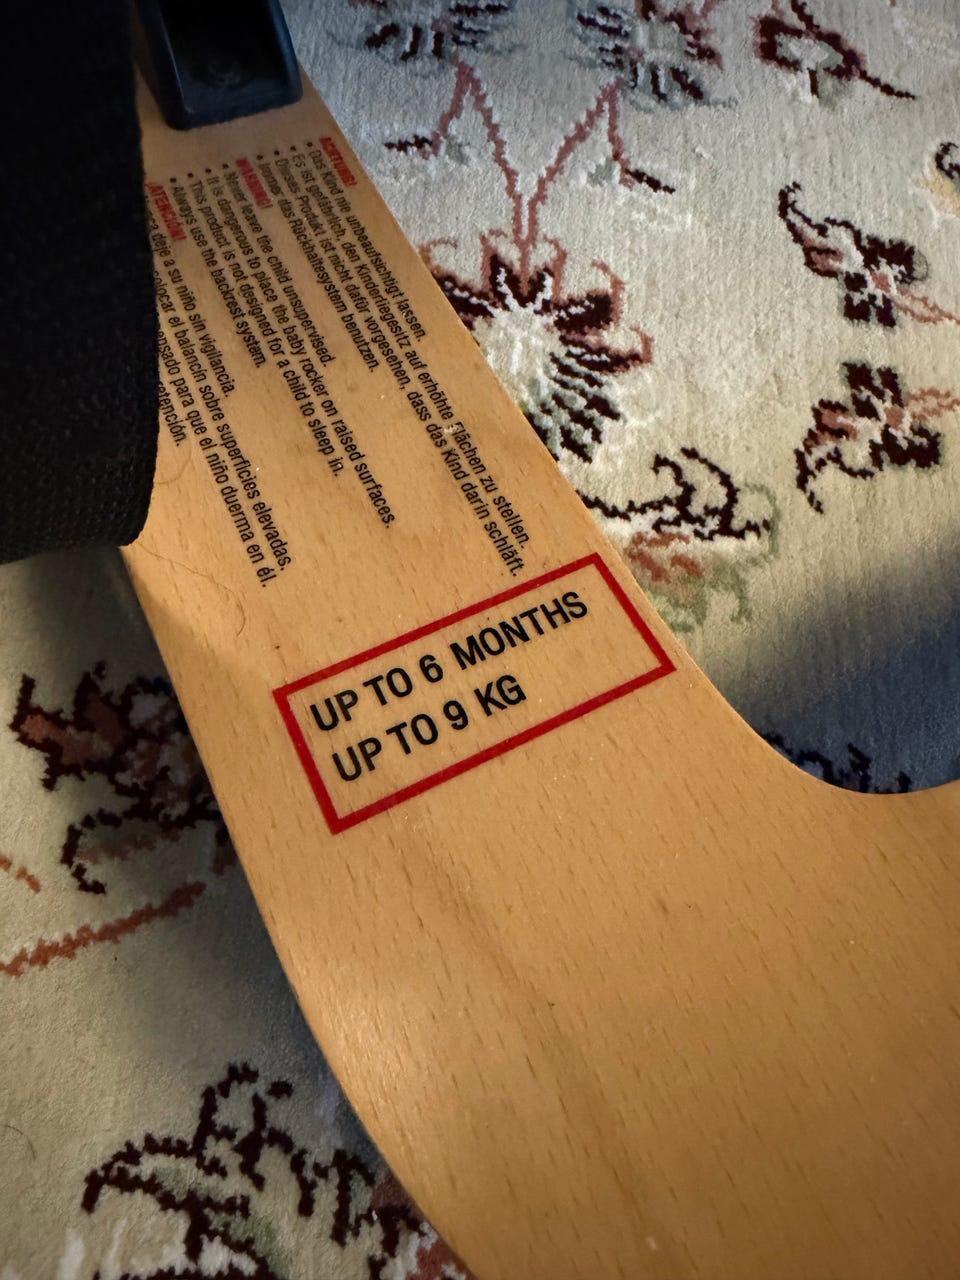 ACHTUNG!
• Das Kind nie unbeaufsichtigt lassen.
• Es ist gefährlich, den Kinderliegesitz auf erhöhte Flächen zu stellen.
• Dieses Produkt ist nicht dafür vorgesehen, dass das Kind darin schläft.
• Immer das Rückhaltesystem benutzen.
WARNING!
• Never leave the child unsupervised.
• It is dangerous to place the baby rocker on raised surfaces.
• This product is not designed for a child to sleep in.
• Always use the backrest system.
¡ATENCIÓN!
deje a su niño sin vigilancia.
colocar el balancín sobre superficies elevadas.
para que el niño duerma en él.
UP TO 6 MONTHS
UP TO 9 KG